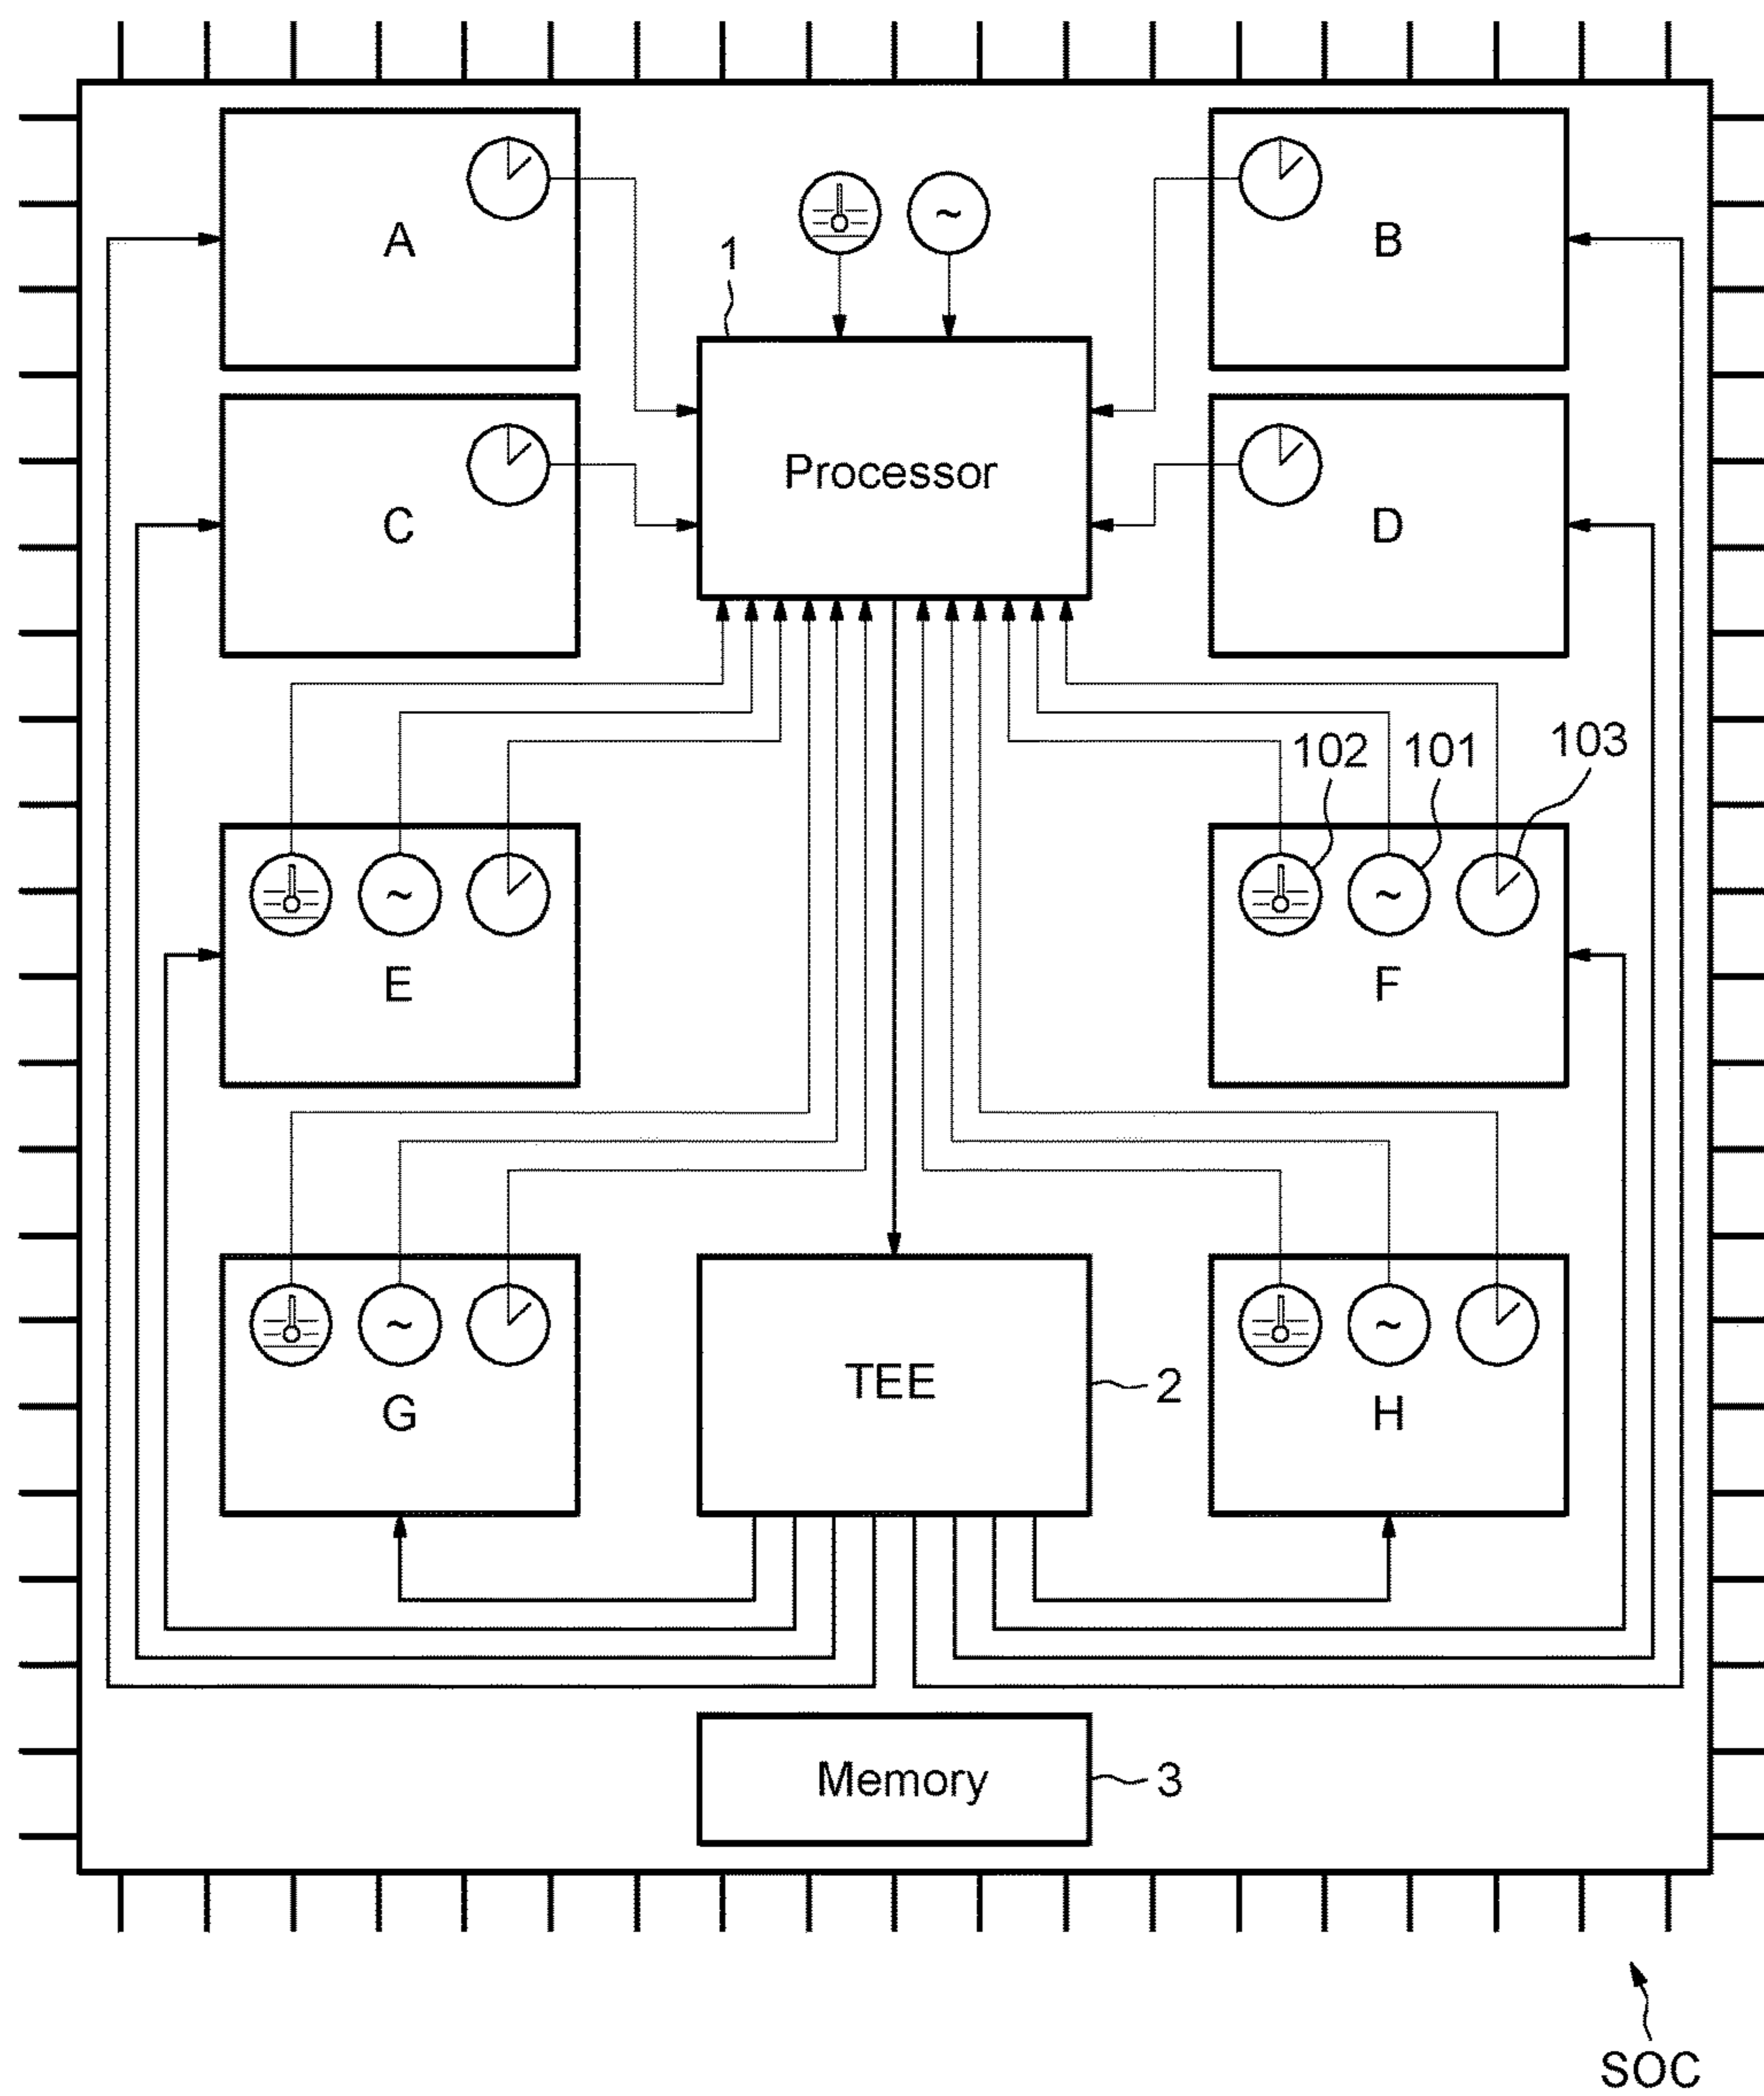 A
B
1
C
Processor
D
102
101
103
~
~
~
E
F
~
~
TEE
2
G
H
Memory
3
SOC